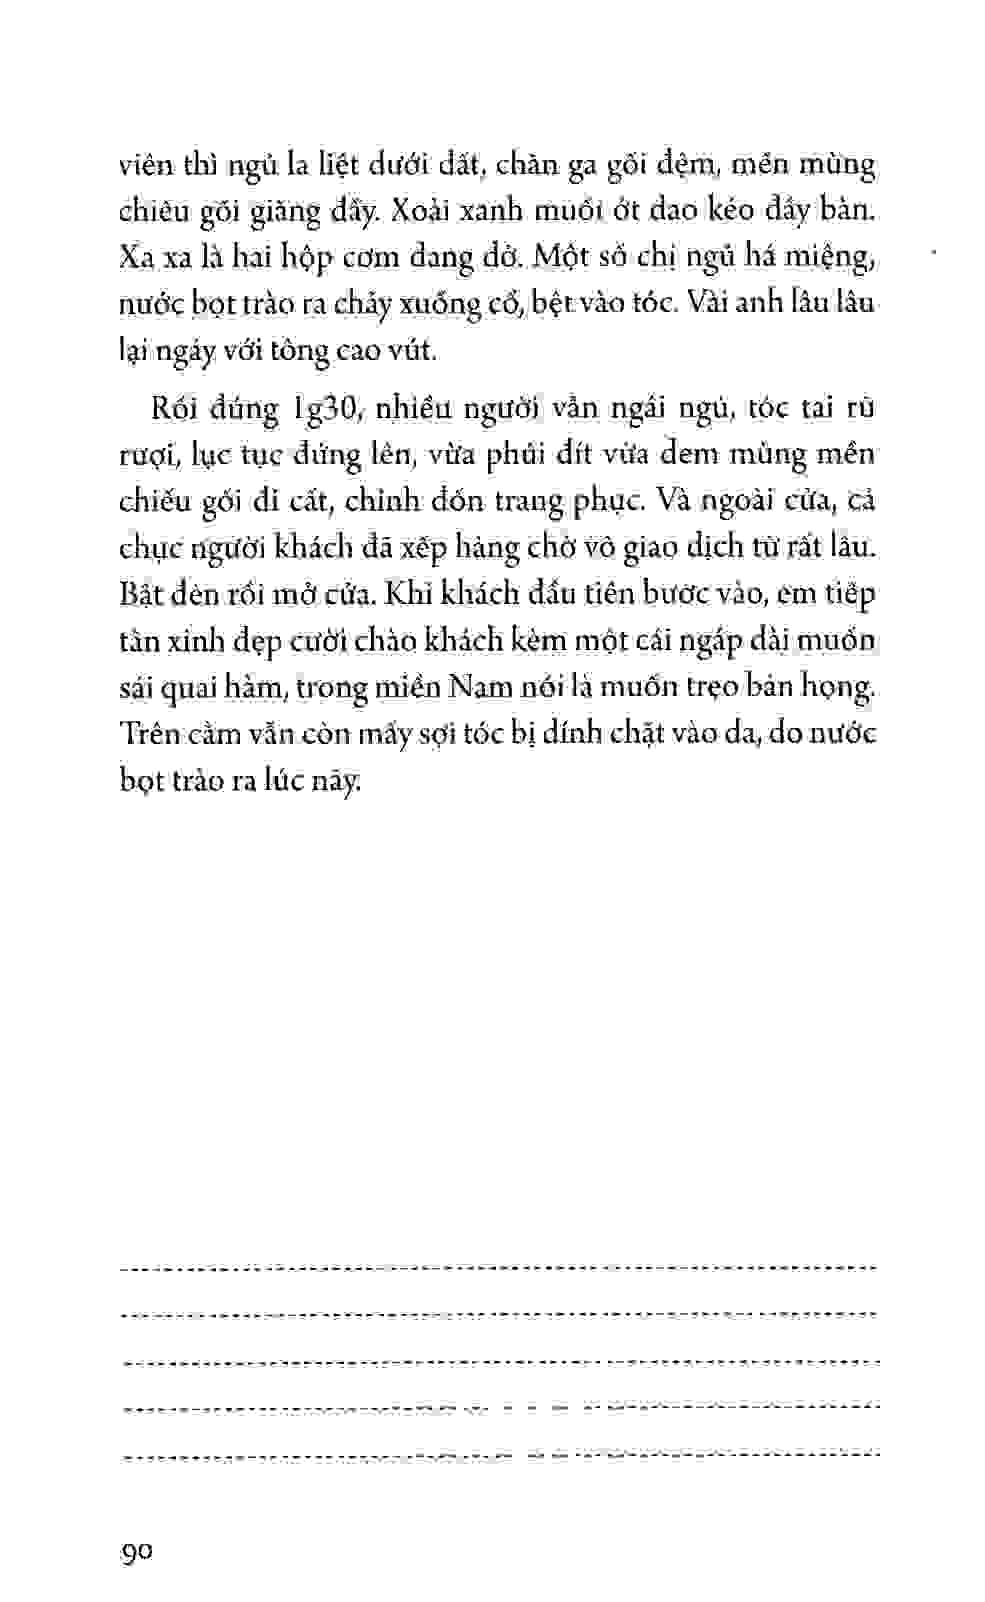 viên thì ngủ la liệt dưới đất, chăn ga gối đệm, mền mùng
chiếu gối giăng đầy. Xoài xanh muối ớt dao kéo đầy bàn.
Xa xa là hai hộp cơm dang dở. Một số chị ngủ há miệng,
nước bọt trào ra chảy xuống cổ, bệt vào tóc. Vài anh lâu lâu
lại ngáy với tông cao vút.
Rồi đúng 1g30, nhiều người vẫn ngái ngủ, tóc tai rũ
rượi, lục tục đứng lên, vừa phủi đít vừa đem mùng mền
chiếu gối đi cất, chỉnh đốn trang phục. Và ngoài cửa, cả
chục người khách đã xếp hàng chờ vô giao dịch từ rất lâu.
Bật đèn rồi mở cửa. Khi khách đầu tiên bước vào, em tiếp
tân xinh đẹp cười chào khách kèm một cái ngáp dài muốn
sái quai hàm, trong miền Nam nói là muốn trẹo bản họng.
Trên cằm vẫn còn mấy sợi tóc bị dính chặt vào da, do nước
bọt trào ra lúc nãy.
90